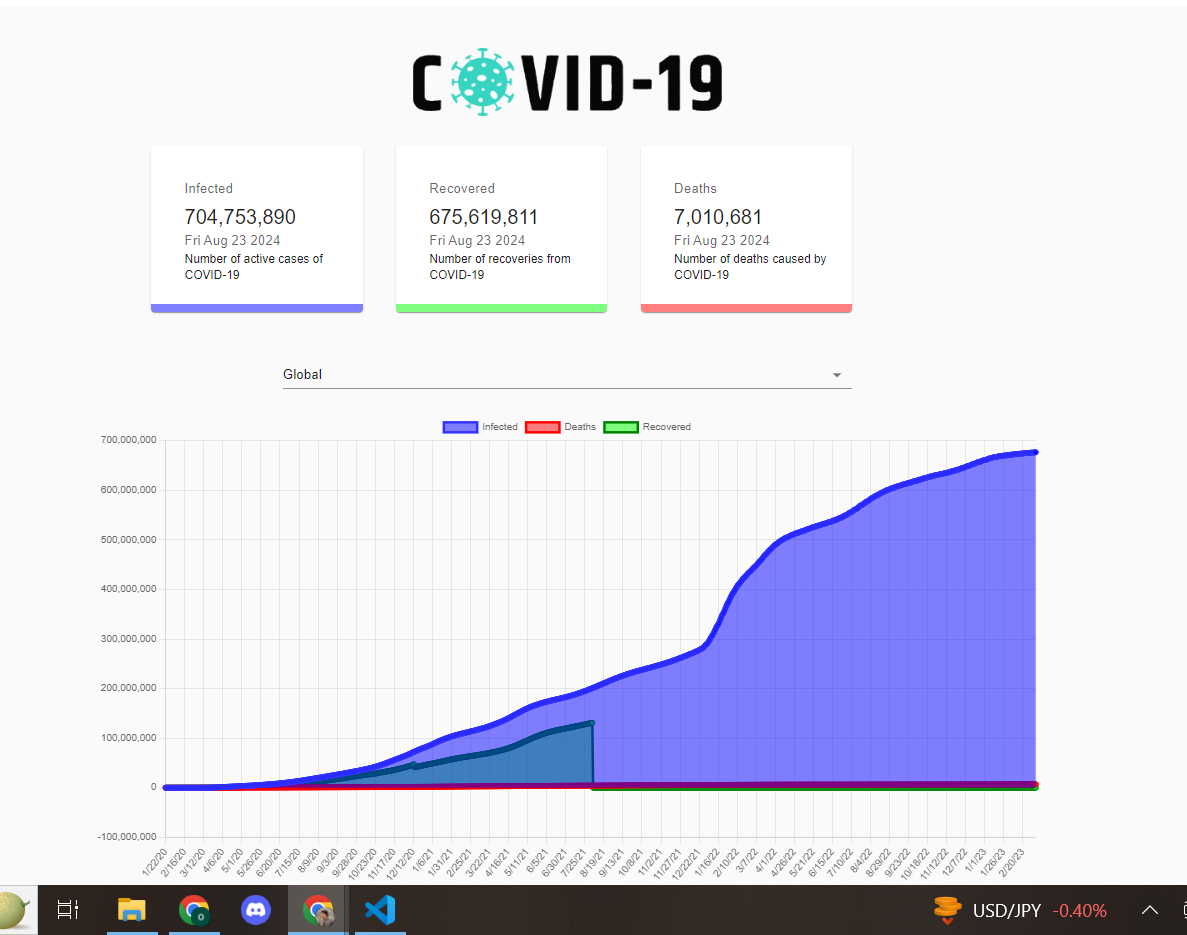 COVID-19
Infected
704,753,890
Fri Aug 23 2024
Number of active cases of
COVID-19
Recovered
675,619,811
Fri Aug 23 2024
Number of recoveries from
COVID-19
Deaths
7,010,681
Fri Aug 23 2024
Number of deaths caused by
COVID-19
Global
Infected Deaths Recovered
700,000,000
600,000,000
500,000,000
400,000,000
300,000,000
200,000,000
100,000,000
0
-100,000,000
1/22/20 2/16/20 3/12/20 4/6/20 5/1/20 5/26/20 6/20/20 7/15/20 8/9/20 9/3/20 9/28/20 10/23/20 11/17/20 12/12/20 1/6/21 1/31/21 2/25/21 3/22/21 4/16/21 5/11/21 6/5/21 6/30/21 7/25/21 8/19/21 9/13/21 10/8/21 11/2/21 11/27/21 12/22/21 1/16/22 2/10/22 3/7/22 4/1/22 4/26/22 5/21/22 6/15/22 7/10/22 8/4/22 8/29/22 9/23/22 10/18/22 11/12/22 12/7/22 1/1/23 1/26/23 2/20/23
USD/JPY -0.40%